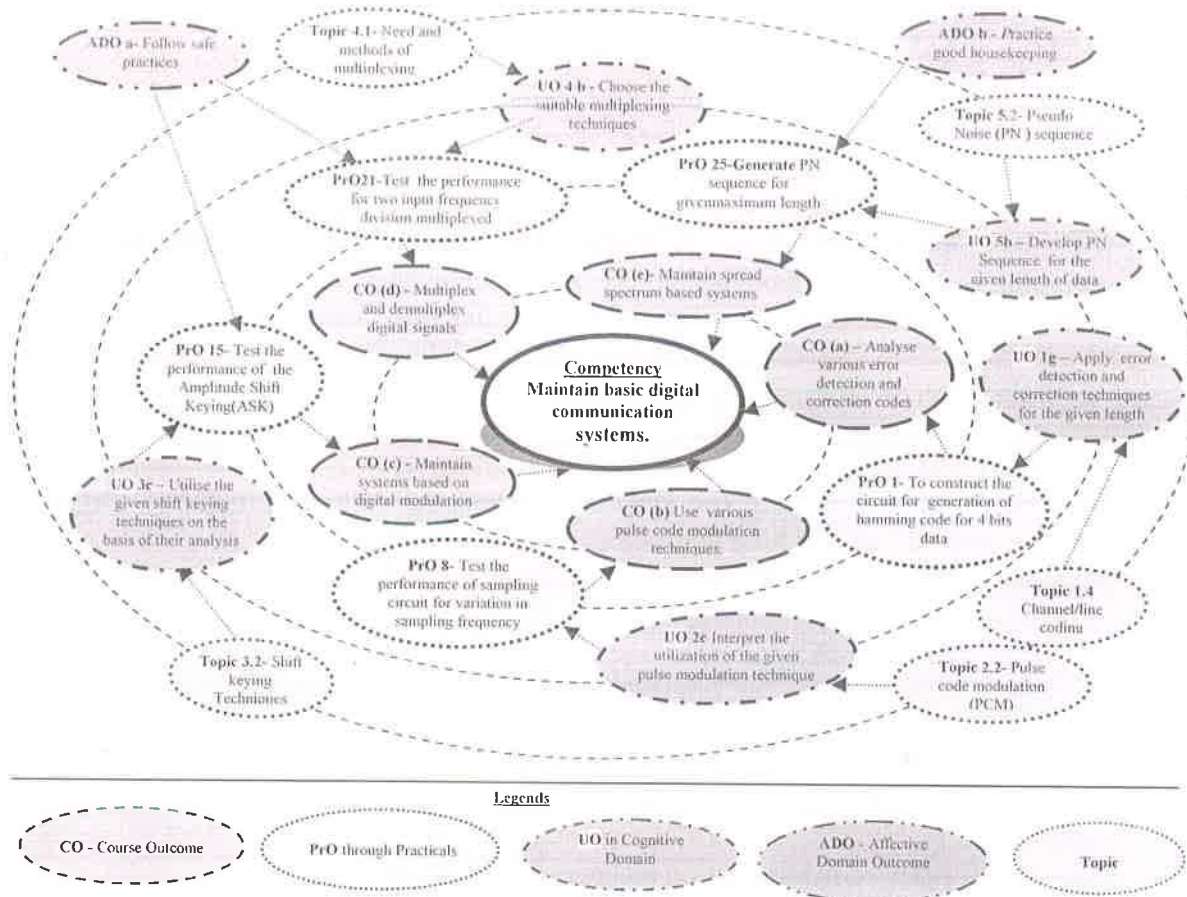 ADO a- Follow safe
practices
Topic 4.1- Need and
methods of
multiplexing
ADO b - Practice
good housekeeping
UO 4 b - Choose the
suitable multiplexing
techniques
Topic 5.2- Pseudo
Noise (PN ) sequence
PrO21-Test the performance
for two input frequency
division multiplexed
PrO 25-Generate PN
sequence for
givenmaximum length
UO 5b – Develop PN
Sequence for the
given length of data
CO (d) - Multiplex
and demultiplex
digital signals
CO (e)- Maintain spread
spectrum based systems
PrO 15- Test the
performance of the
Amplitude Shift
Keying(ASK)
Competency
Maintain basic digital
communication
systems.
CO (a) – Analyse
various error
detection and
correction codes
UO 1g – Apply error
detection and
correction techniques
for the given length
UO 3c – Utilise the
given shift keying
techniques on the
basis of their analysis
CO (c) - Maintain
systems based on
digital modulation
CO (b) Use various
pulse code modulation
techniques.
PrO 1- To construct the
circuit for generation of
hamming code for 4 bits
data
PrO 8- Test the
performance of sampling
circuit for variation in
sampling frequency
Topic 1.4
Channel/line
coding
UO 2c Interpret the
utilization of the given
pulse modulation technique
Topic 3.2- Shift
keying
Techniques
Topic 2.2- Pulse
code modulation
(PCM)
Legends
CO - Course Outcome
PrO through Practicals
UO in Cognitive
Domain
ADO - Affective
Domain Outcome
Topic